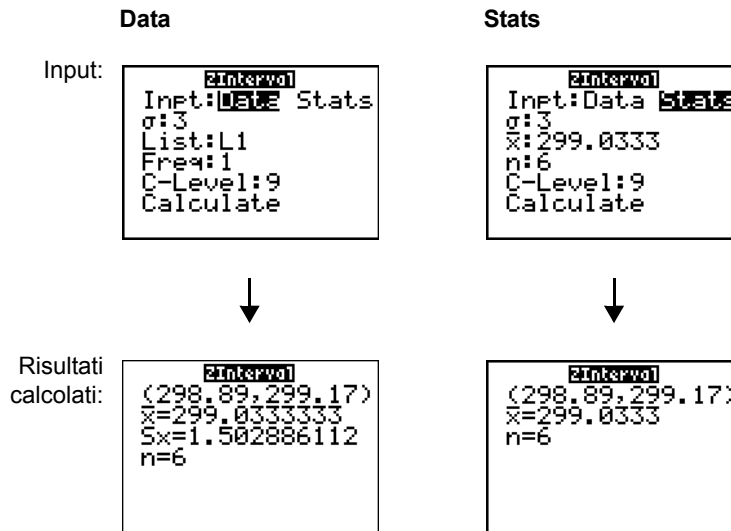 Data
Stats
Input:
ZInterval
Inpt:Data Stats
σ:3
List:L1
Freq:1
C-Level:9
Calculate
ZInterval
Inpt:Data Stats
σ:3
x̄:299.0333
n:6
C-Level:9
Calculate
Risultati
calcolati:
ZInterval
(298.89,299.17)
x̄=299.0333333
Sx=1.502886112
n=6
ZInterval
(298.89,299.17)
x̄=299.0333
n=6